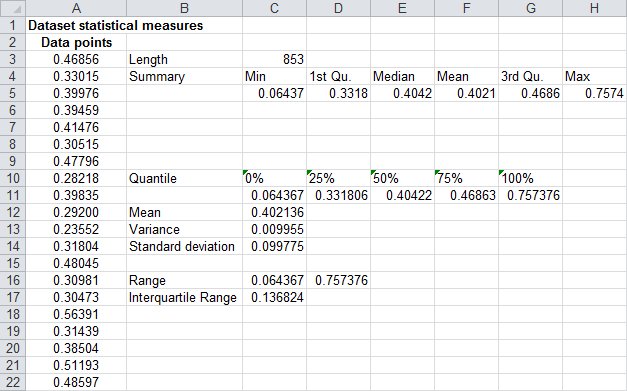 A B C D E F G H
1 Dataset statistical measures
2 Data points
3 0.46856 Length 853
4 0.33015 Summary Min 1st Qu. Median Mean 3rd Qu. Max
5 0.39976 0.06437 0.3318 0.4042 0.4021 0.4686 0.7574
6 0.39459
7 0.41476
8 0.30515
9 0.47796
10 0.28218 Quantile 0% 25% 50% 75% 100%
11 0.39835 0.064367 0.331806 0.40422 0.46863 0.757376
12 0.29200 Mean 0.402136
13 0.23552 Variance 0.009955
14 0.31804 Standard deviation 0.099775
15 0.48045
16 0.30981 Range 0.064367 0.757376
17 0.30473 Interquartile Range 0.136824
18 0.56391
19 0.31439
20 0.38504
21 0.51193
22 0.48597